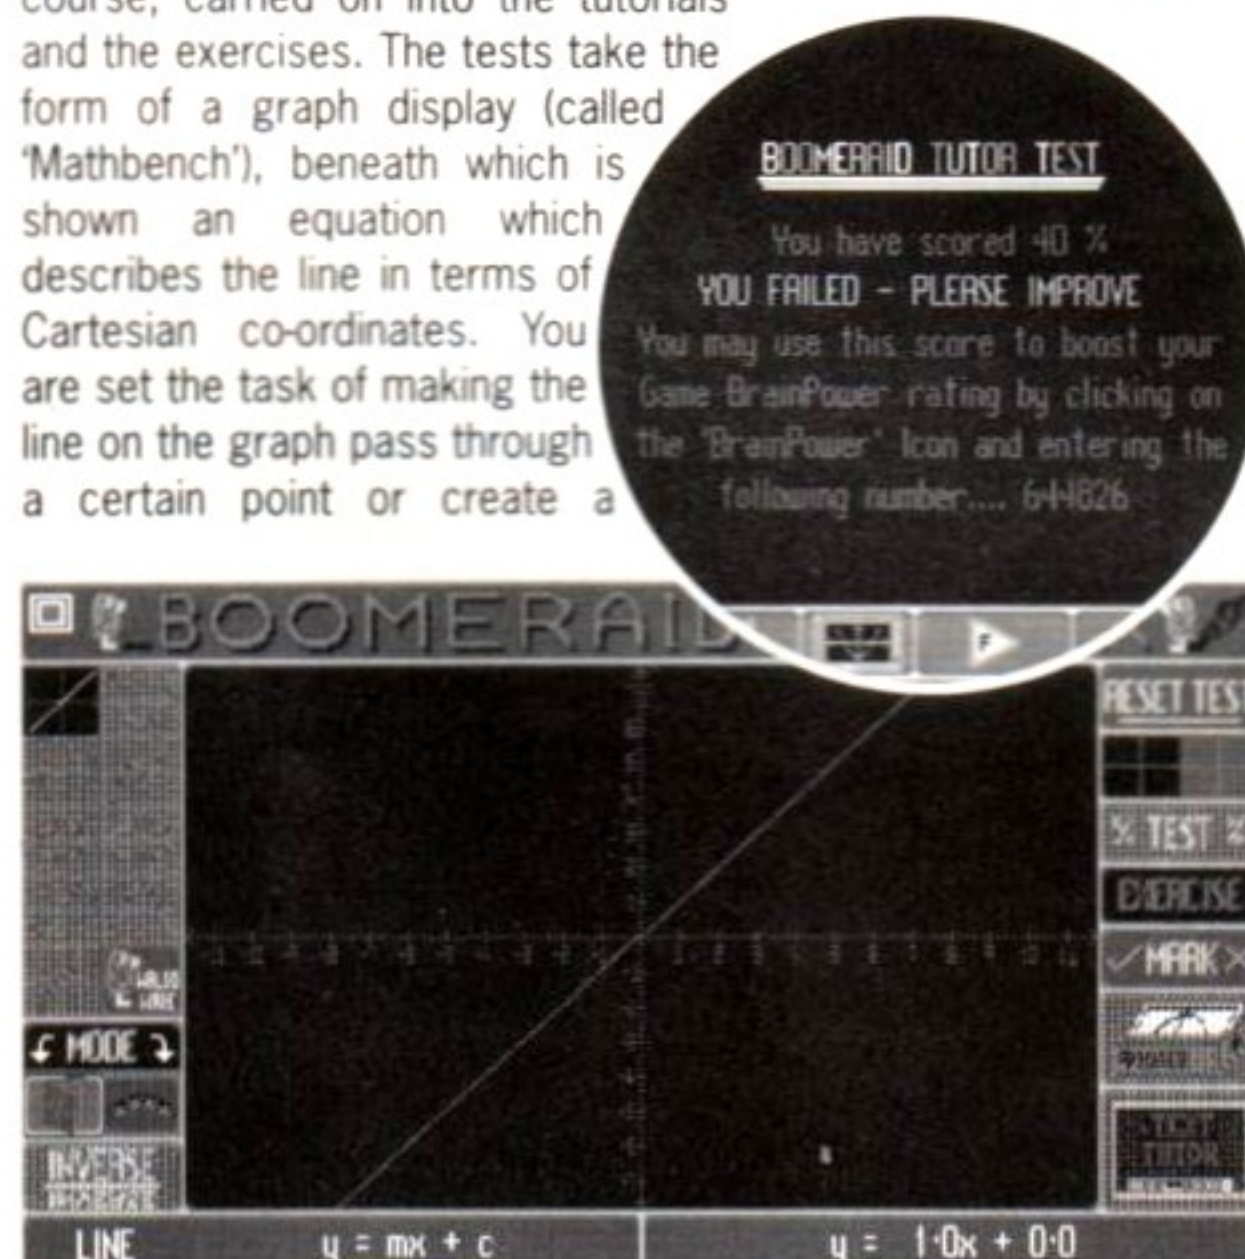 course, carried on into the tutorials
and the exercises. The tests take the
form of a graph display (called
'Mathbench'), beneath which is
shown an equation which
describes the line in terms of
Cartesian co-ordinates. You
are set the task of making the
line on the graph pass through
a certain point or create a
BOOMERAID TUTOR TEST
You have scored 40 %
YOU FAILED - PLEASE IMPROVE
You may use this score to boost your
Game BrainPower rating by clicking on
the 'BrainPower' Icon and entering the
following number.... 644826
BOOMERAID
F
RESET TEST
% TEST %
EXERCISE
✓ MARK ×
MODE
INVERSE
TEXT
TUTOR
LINE y = mx + c y = 1·0x + 0·0